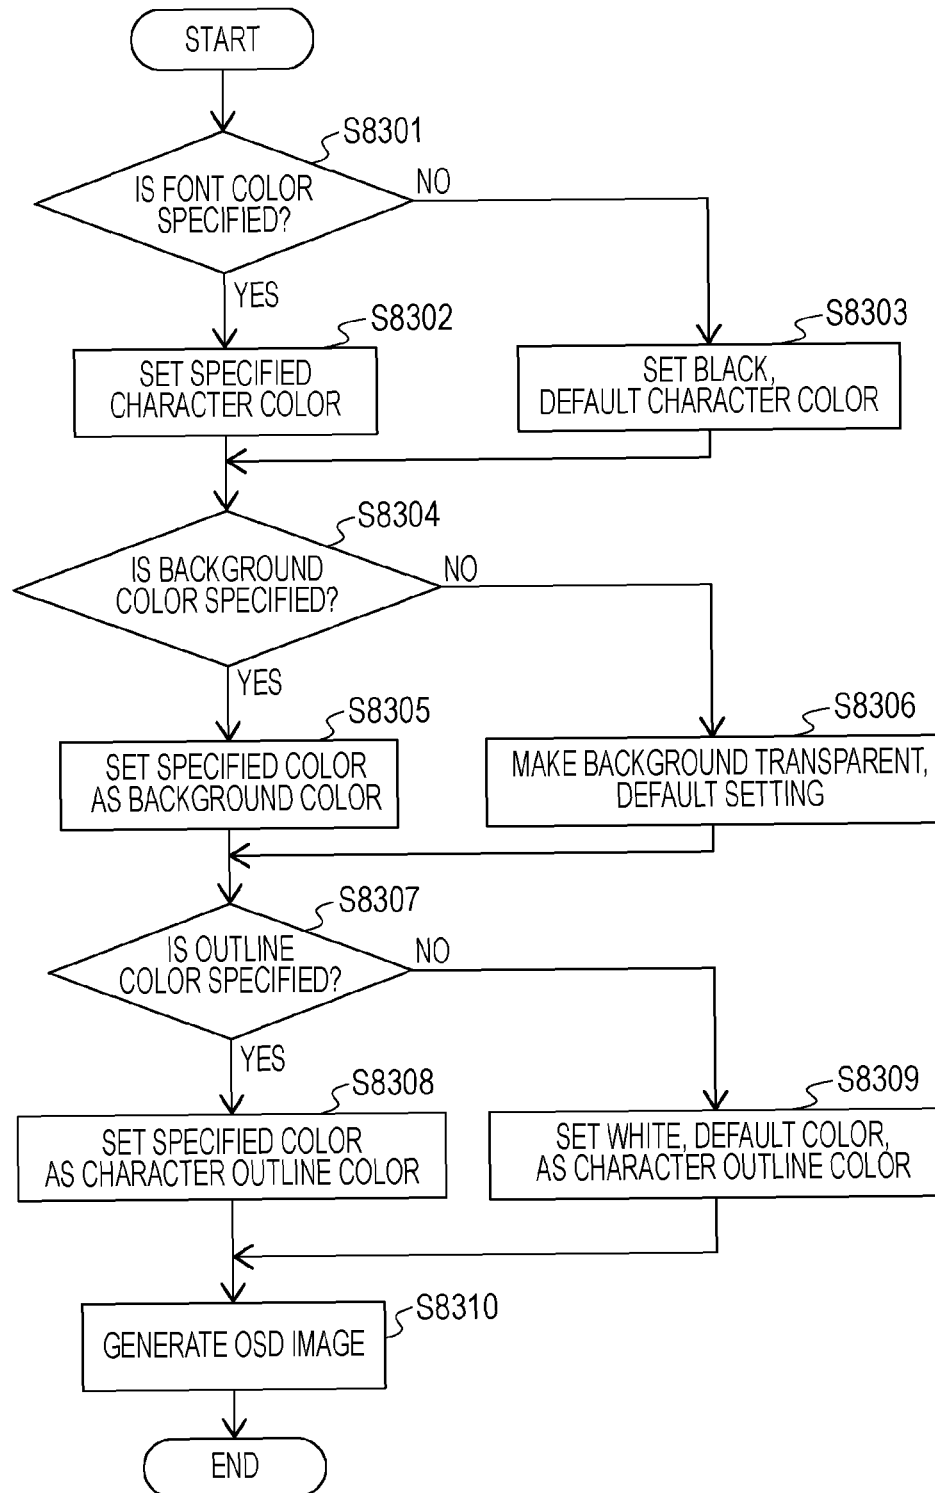 START
S8301
IS FONT COLOR
SPECIFIED?
NO
YES
S8302
S8303
SET SPECIFIED
CHARACTER COLOR
SET BLACK,
DEFAULT CHARACTER COLOR
S8304
IS BACKGROUND
COLOR SPECIFIED?
NO
YES
S8305
S8306
SET SPECIFIED COLOR
AS BACKGROUND COLOR
MAKE BACKGROUND TRANSPARENT,
DEFAULT SETTING
S8307
IS OUTLINE
COLOR SPECIFIED?
NO
YES
S8308
S8309
SET SPECIFIED COLOR
AS CHARACTER OUTLINE COLOR
SET WHITE, DEFAULT COLOR,
AS CHARACTER OUTLINE COLOR
S8310
GENERATE OSD IMAGE
END